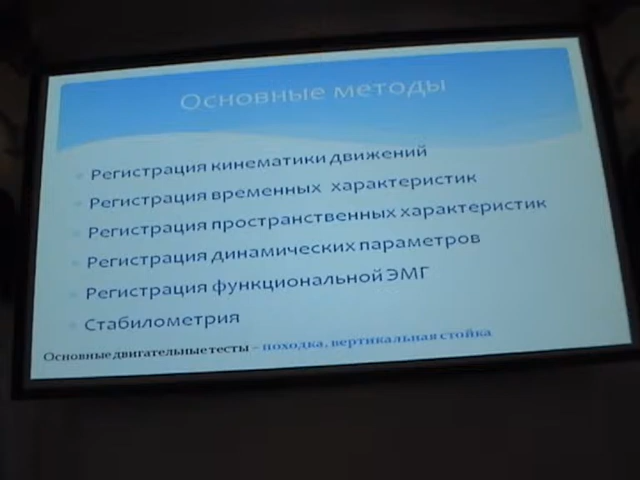 Основные методы
Регистрация кинематики движений
Регистрация временных характеристик
Регистрация пространственных характеристик
Регистрация динамических параметров
Регистрация функциональной ЭМГ
Стабилометрия
Основные двигательные тесты – походка, вертикальная стойка